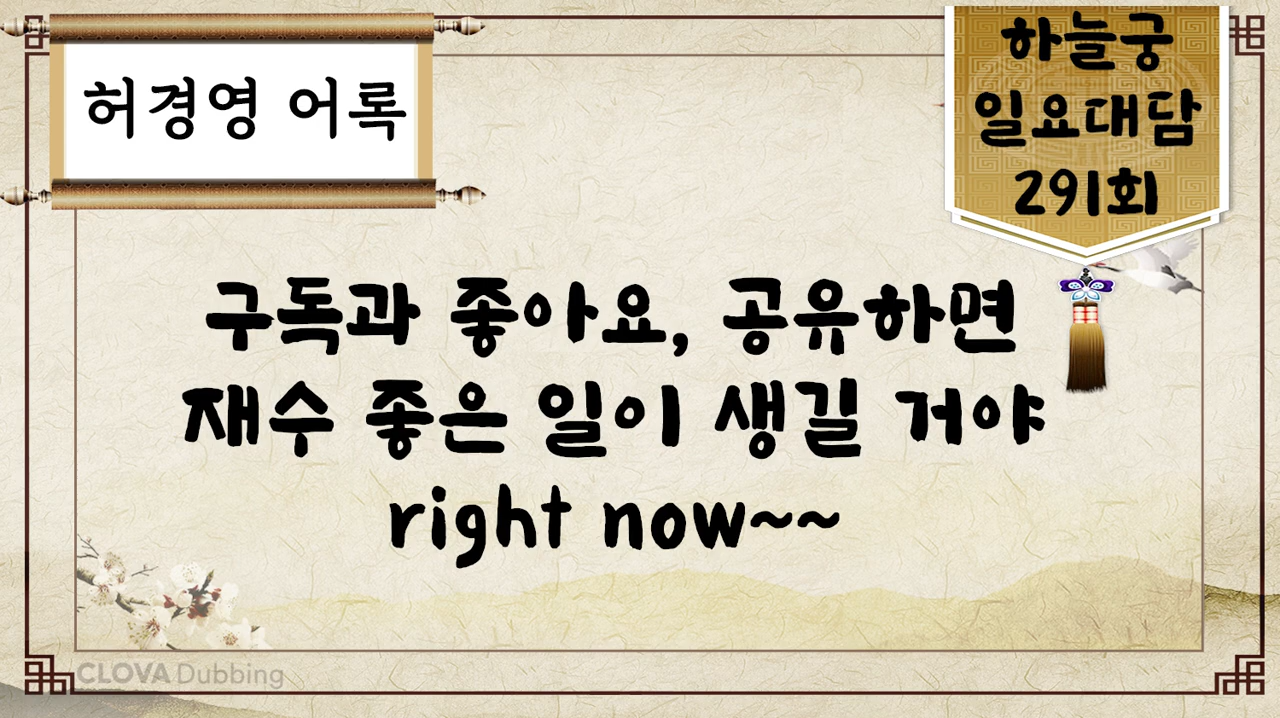 허경영 어록
하늘궁
일요대담
291회
구독과 좋아요, 공유하면
재수 좋은 일이 생길 거야
right now~~
CLOVA Dubbing